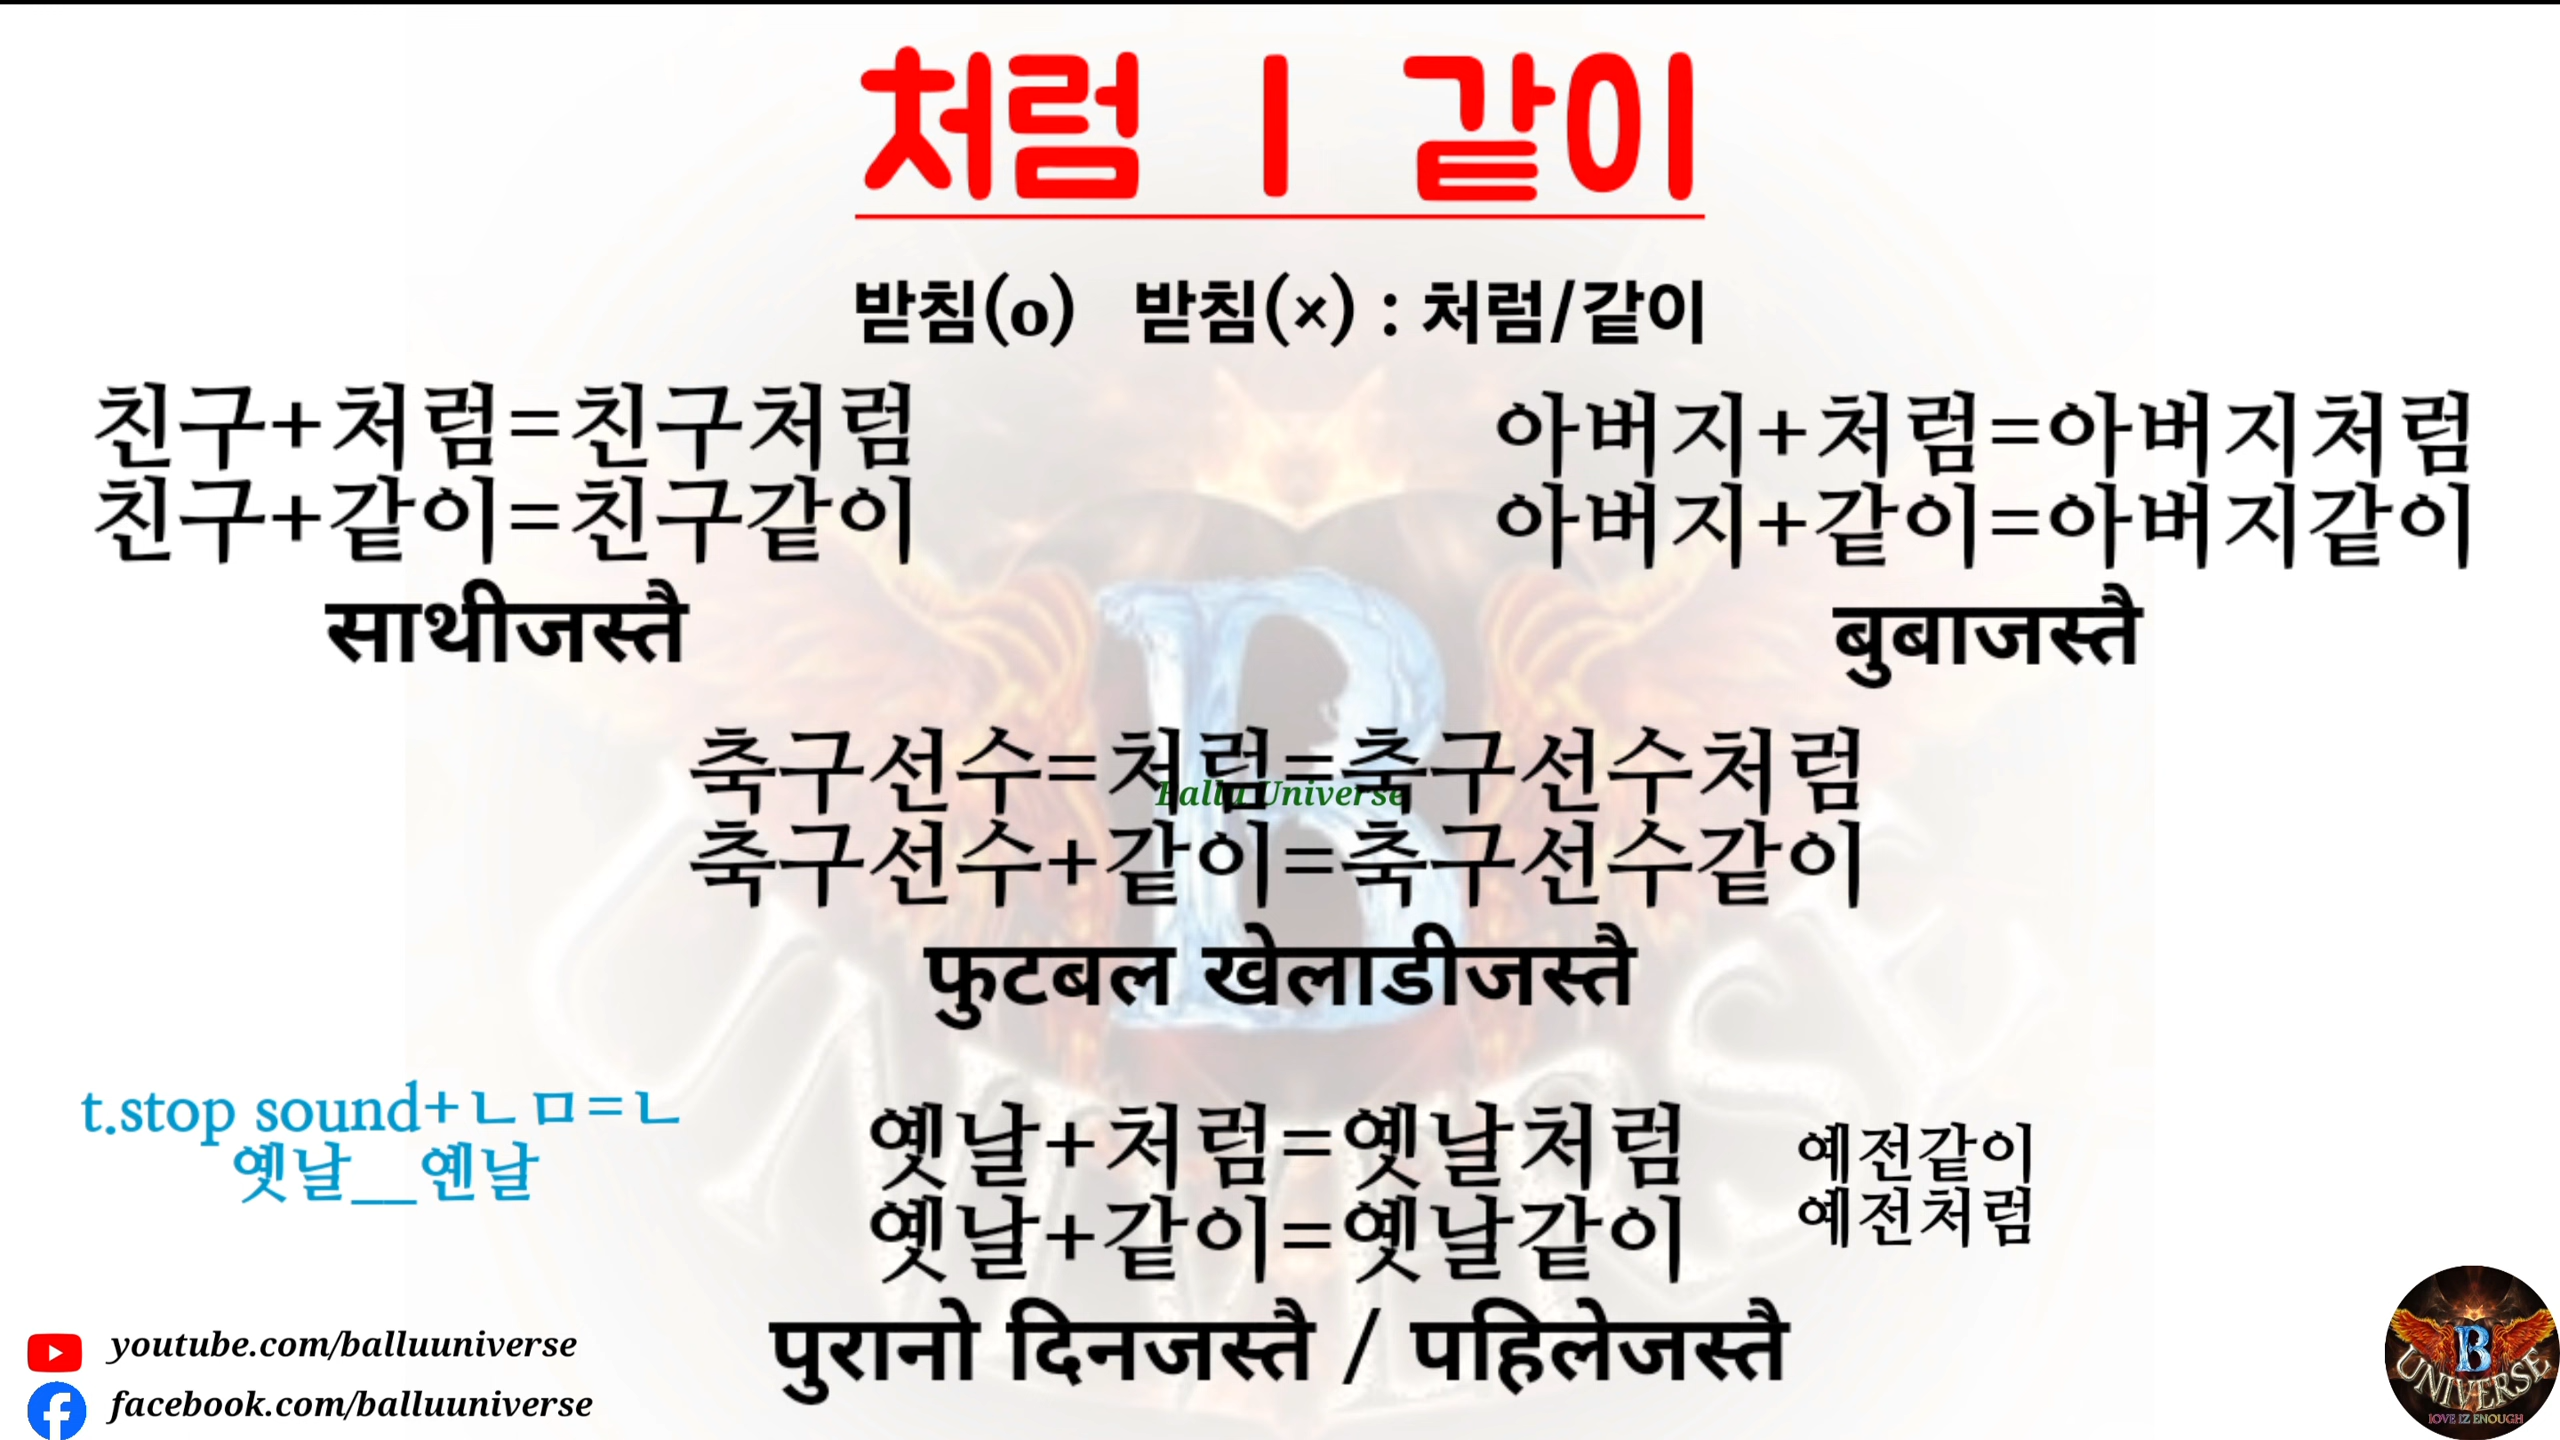 처럼 | 같이
받침(o) 받침(×) : 처럼/같이
친구+처럼=친구처럼
친구+같이=친구같이
साथीजस्तै
아버지+처럼=아버지처럼
아버지+같이=아버지같이
बुबाजस्तै
축구선수=처럼=축구선수처럼
Ballu Universe
축구선수+같이=축구선수같이
फुटबल खेलाडीजस्तै
t.stop sound+ㄴㅁ=ㄴ
옛날__옌날
옛날+처럼=옛날처럼
옛날+같이=옛날같이
예전같이
예전처럼
पुरानो दिनजस्तै / पहिलेजस्तै
youtube.com/balluuniverse
facebook.com/balluuniverse
B
UNIVERSE
LOVE IZ ENOUGH